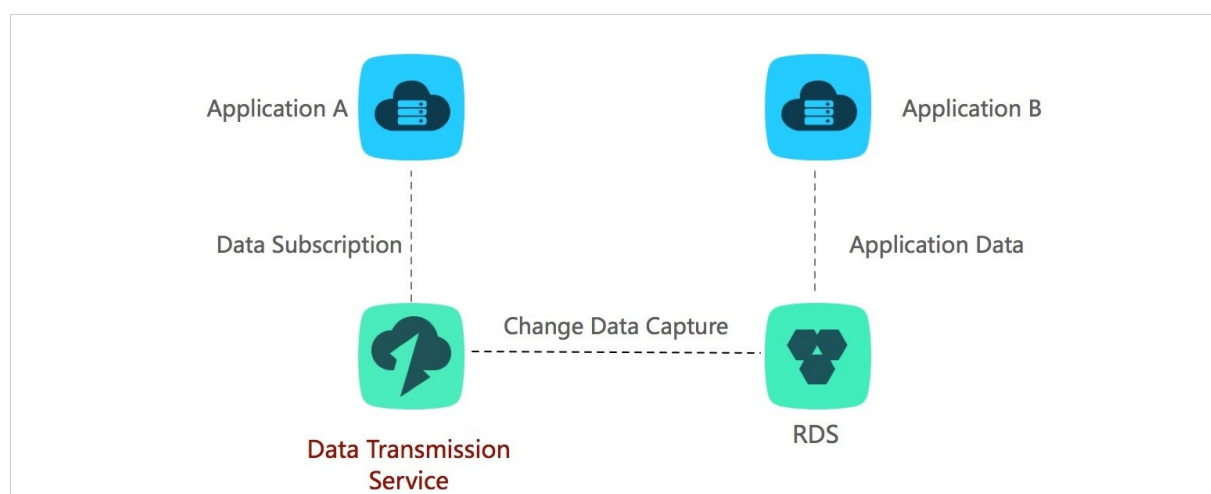 Application A
Application B
Data Subscription
Application Data
Change Data Capture
Data Transmission
Service
RDS